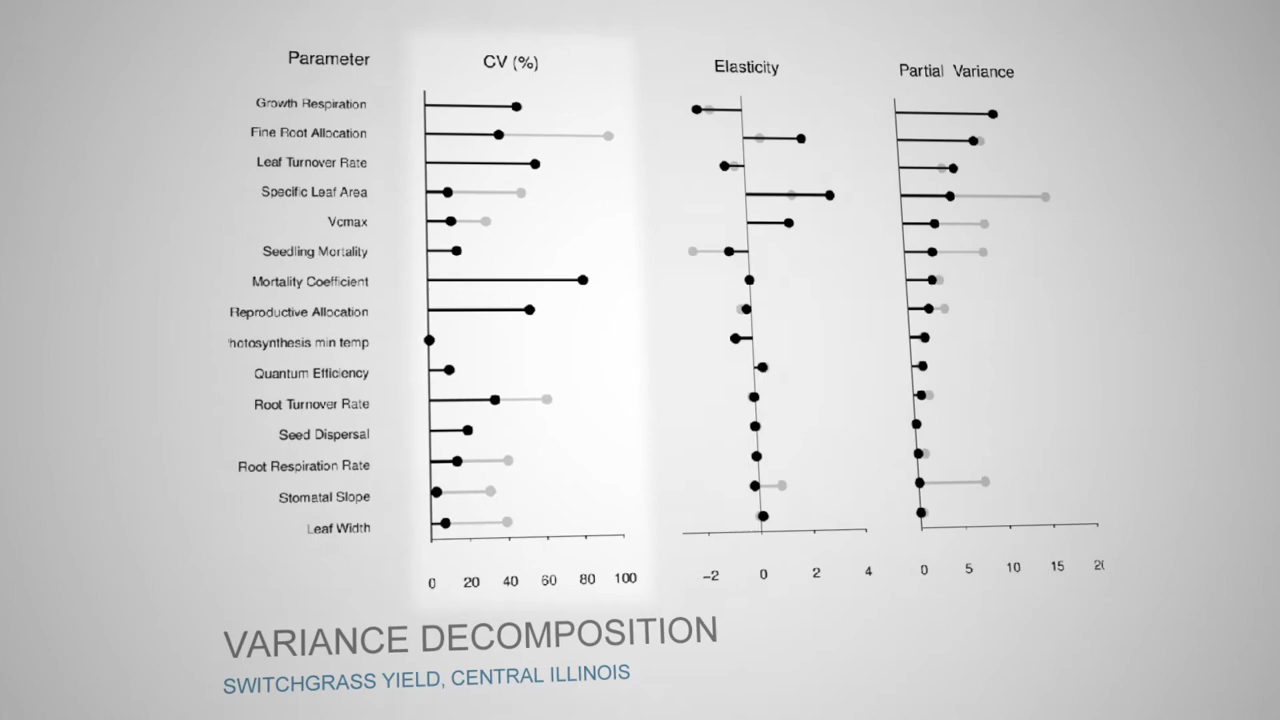 Parameter CV (%) Elasticity Partial Variance
Growth Respiration
Fine Root Allocation
Leaf Turnover Rate
Specific Leaf Area
Vcmax
Seedling Mortality
Mortality Coefficient
Reproductive Allocation
hotosynthesis min temp
Quantum Efficiency
Root Turnover Rate
Seed Dispersal
Root Respiration Rate
Stomatal Slope
Leaf Width
0 20 40 60 80 100 −2 0 2 4 0 5 10 15 20
VARIANCE DECOMPOSITION
SWITCHGRASS YIELD, CENTRAL ILLINOIS